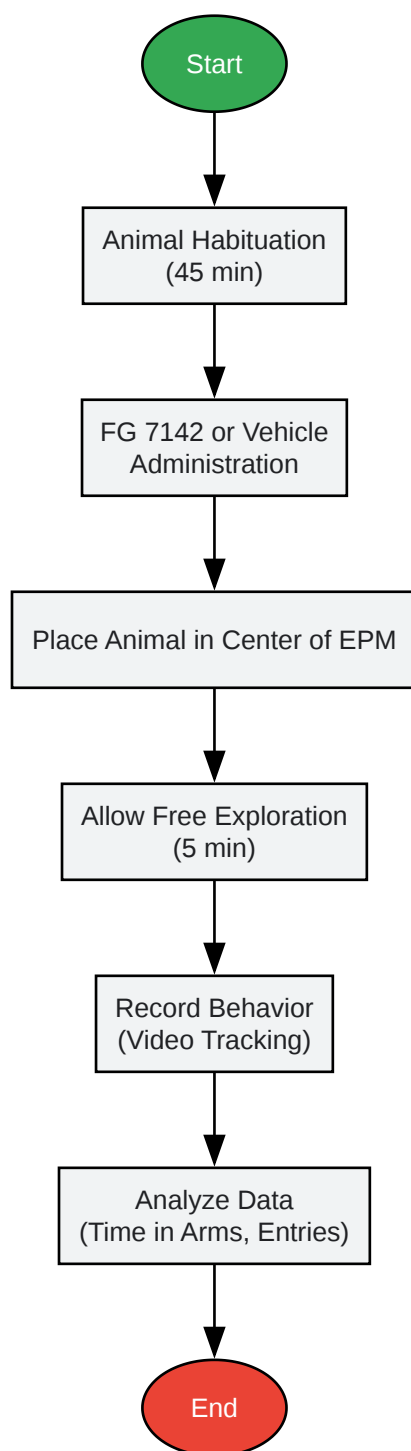 Start
Animal Habituation
(45 min)
FG 7142 or Vehicle
Administration
Place Animal in Center of EPM
Allow Free Exploration
(5 min)
Record Behavior
(Video Tracking)
Analyze Data
(Time in Arms, Entries)
End